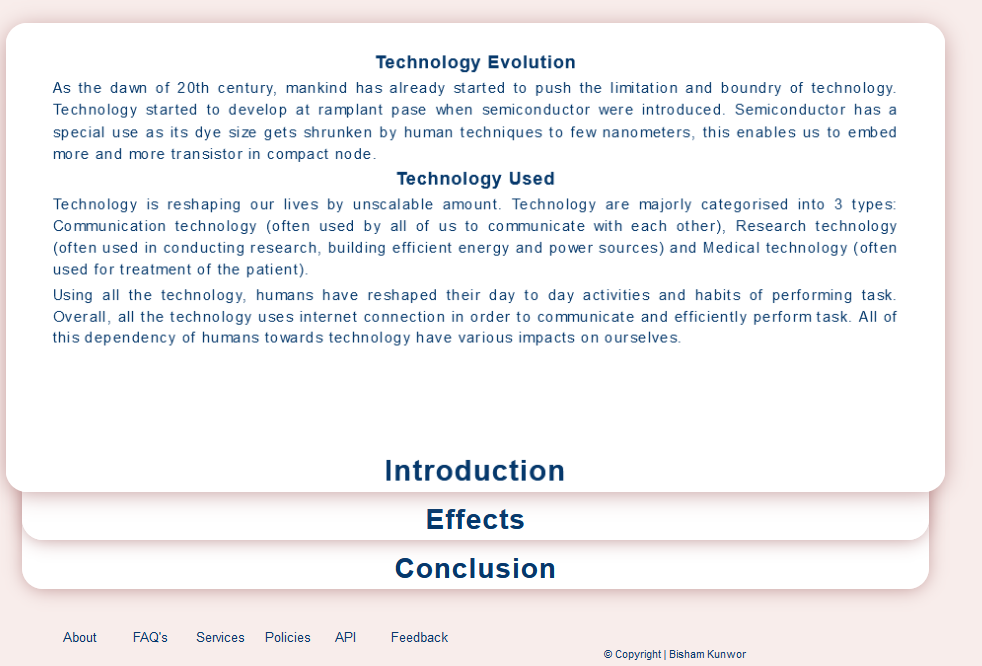 Technology Evolution
As the dawn of 20th century, mankind has already started to push the limitation and boundry of technology.
Technology started to develop at ramplant pase when semiconductor were introduced. Semiconductor has a
special use as its dye size gets shrunken by human techniques to few nanometers, this enables us to embed
more and more transistor in compact node.
Technology Used
Technology is reshaping our lives by unscalable amount. Technology are majorly categorised into 3 types:
Communication technology (often used by all of us to communicate with each other), Research technology
(often used in conducting research, building efficient energy and power sources) and Medical technology (often
used for treatment of the patient).
Using all the technology, humans have reshaped their day to day activities and habits of performing task.
Overall, all the technology uses internet connection in order to communicate and efficiently perform task. All of
this dependency of humans towards technology have various impacts on ourselves.
Introduction
Effects
Conclusion
About FAQ's Services Policies API Feedback
© Copyright | Bisham Kunwor